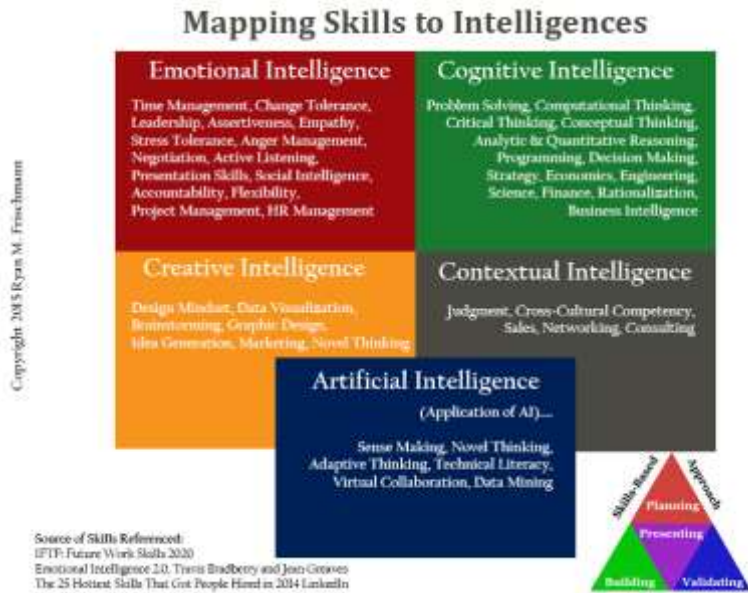 Mapping Skills to Intelligences
Emotional Intelligence
Time Management, Change Tolerance,
Leadership, Assertiveness, Empathy,
Stress Tolerance, Anger Management,
Negotiation, Active Listening,
Presentation Skills, Social Intelligence,
Accountability, Flexibility,
Project Management, HR Management
Cognitive Intelligence
Problem Solving, Computational Thinking,
Critical Thinking, Conceptual Thinking,
Analytic & Quantitative Reasoning,
Programming, Decision Making,
Strategy, Economics, Engineering,
Science, Finance, Rationalization,
Business Intelligence
Creative Intelligence
Design Mindset, Data Visualization,
Brainstorming, Graphic Design,
Idea Generation, Marketing, Novel Thinking
Contextual Intelligence
Judgment, Cross-Cultural Competency,
Sales, Networking, Consulting
Artificial Intelligence
(Application of AI)....
Sense Making, Novel Thinking,
Adaptive Thinking, Technical Literacy,
Virtual Collaboration, Data Mining
Copyright 2015 Ryan M. Frischmann
Skills-Based
Approach
Planning
Presenting
Building
Validating
Source of Skills Referenced:
IFTF: Future Work Skills 2020
Emotional Intelligence 2.0, Travis Bradberry and Jean Greaves
The 25 Hottest Skills That Got People Hired in 2014 LinkedIn